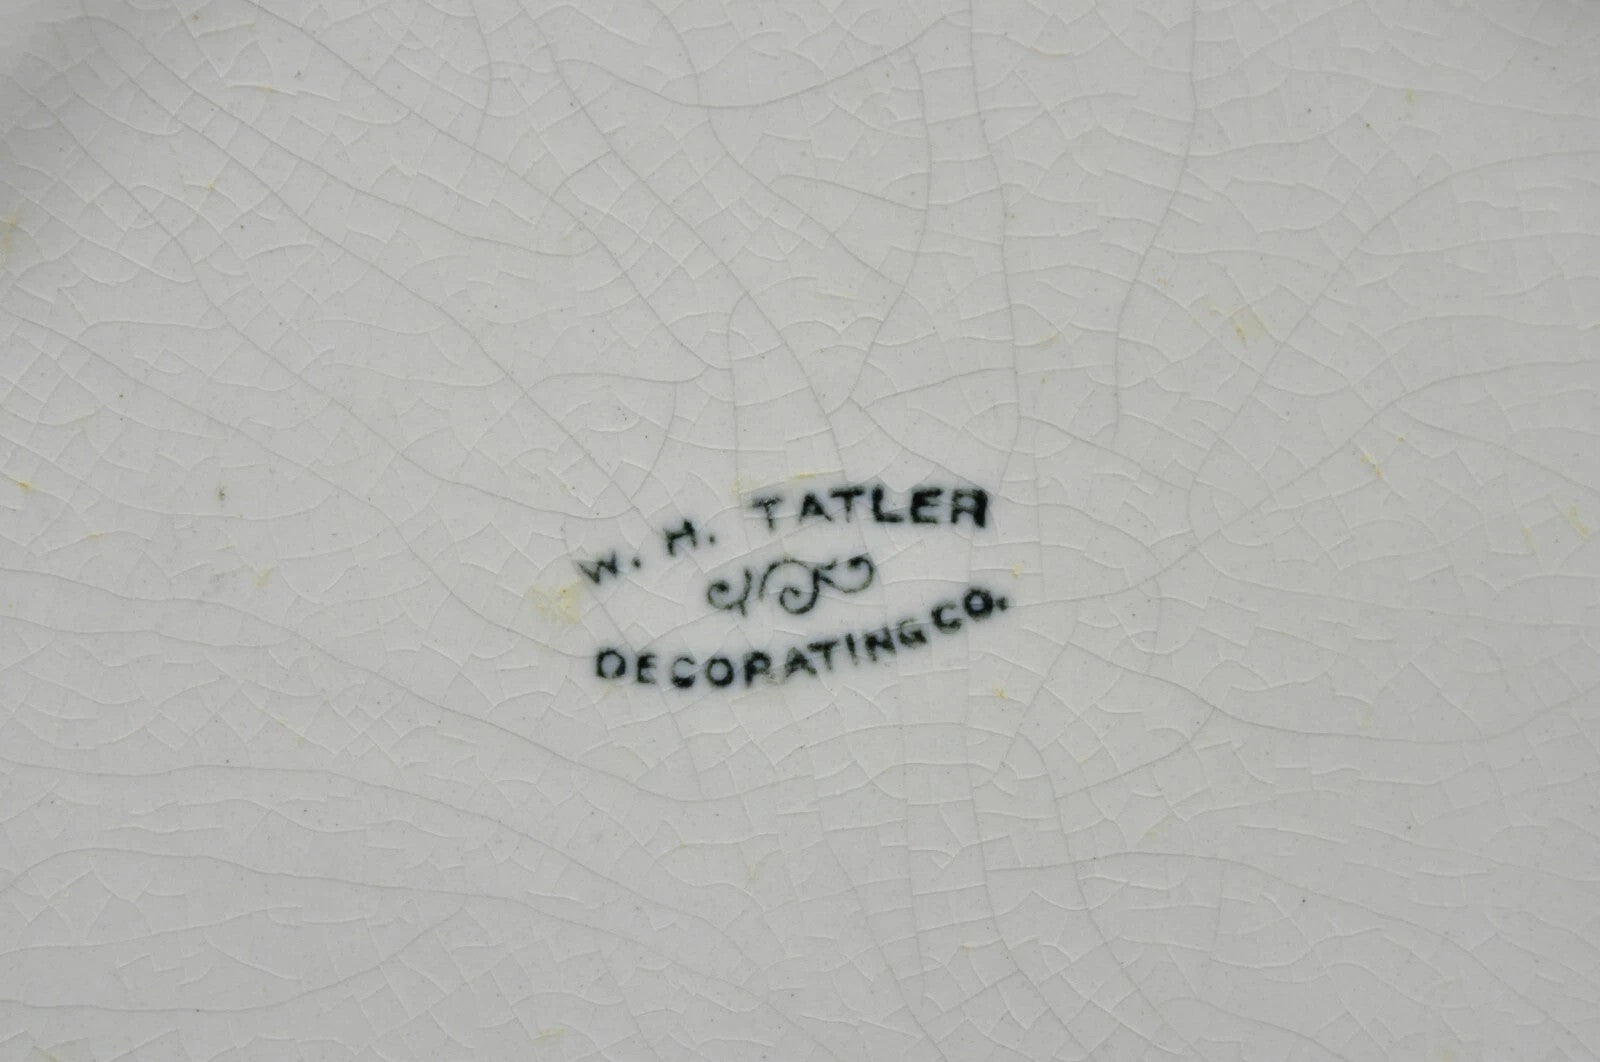 W. H. TATLER
DECORATING CO.